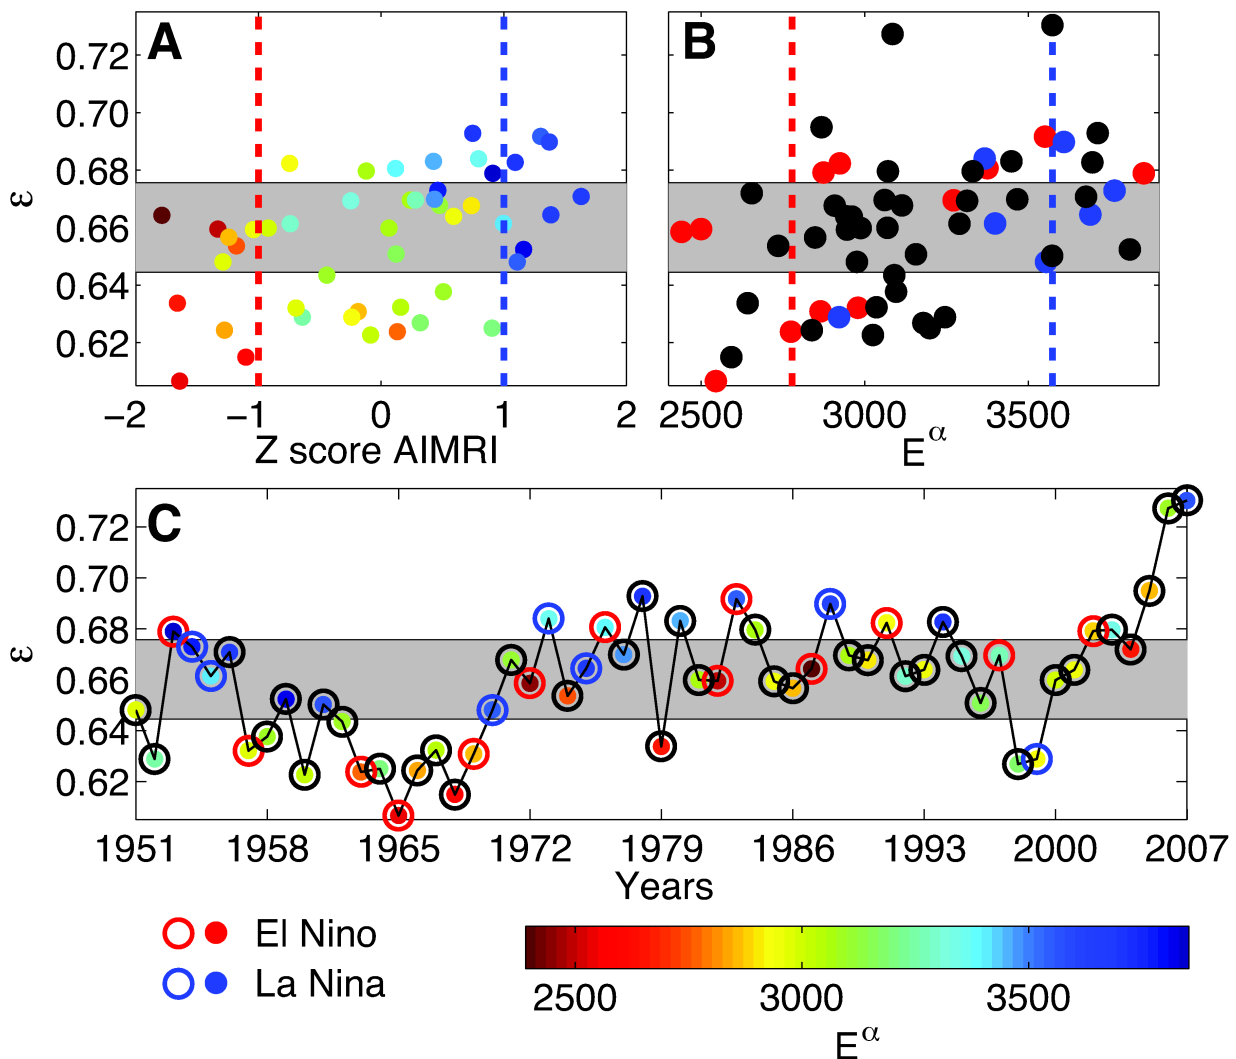 A
B
0.72
0.70
0.68
0.66
0.64
0.62
ε
−2 −1 0 1 2
2500 3000 3500
Z score AIMRI
E^α
C
0.72
0.70
0.68
0.66
0.64
0.62
ε
1951 1958 1965 1972 1979 1986 1993 2000 2007
Years
El Nino
La Nina
2500 3000 3500
E^α